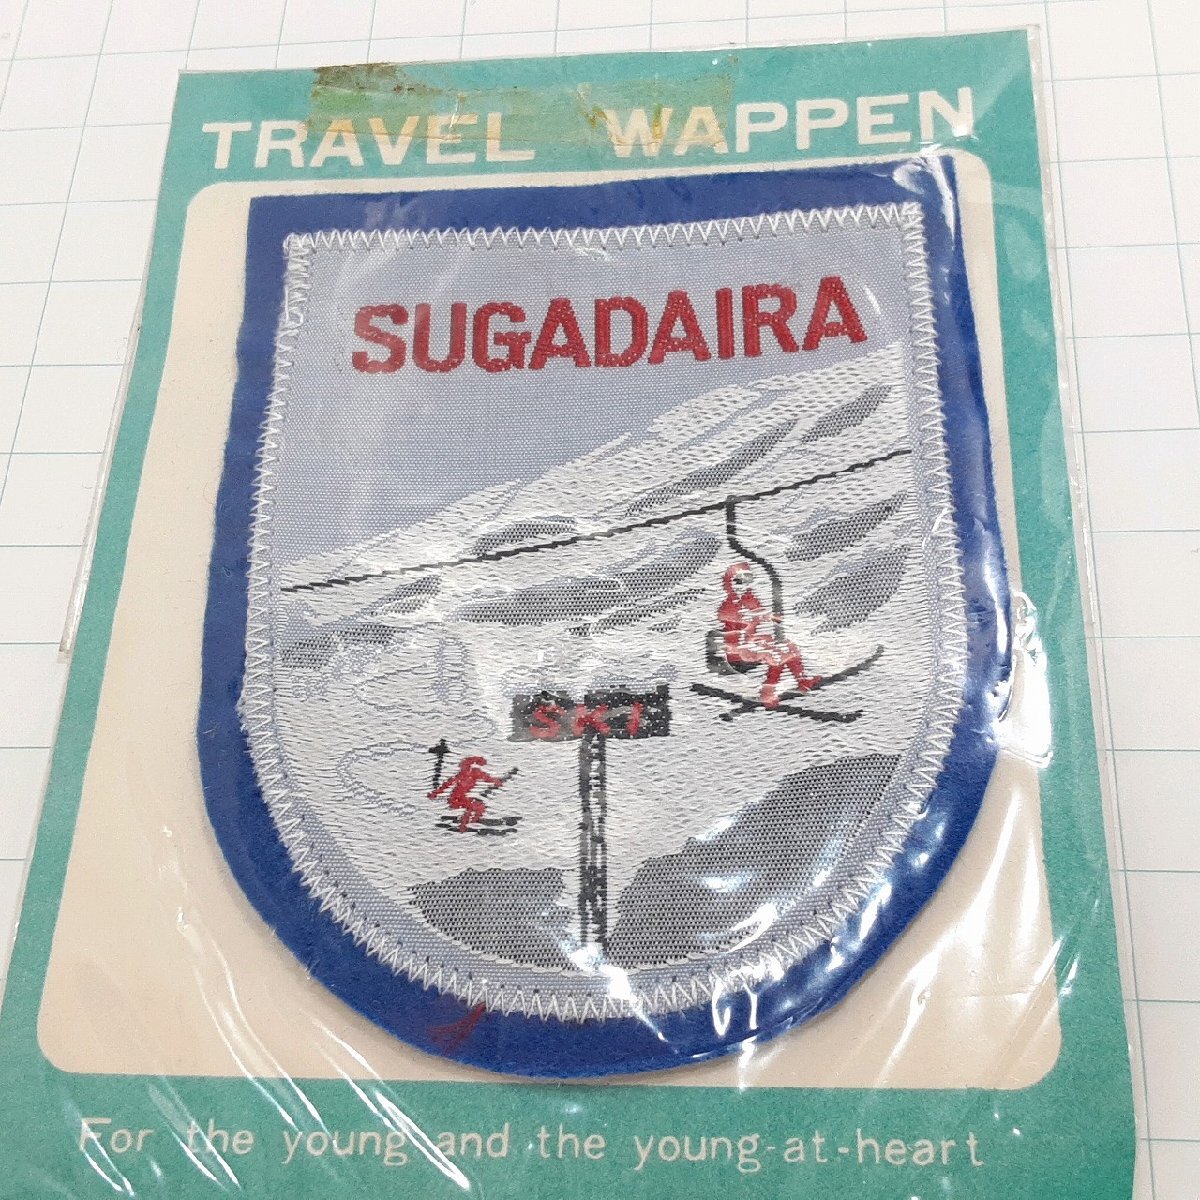 TRAVEL WAPPEN
SUGADAIRA
SKI
For the young and the young-at-heart